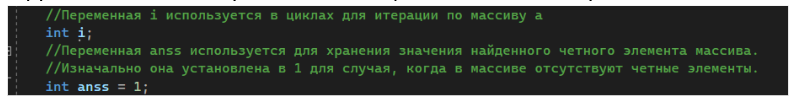 //Переменная i используется в циклах для итерации по массиву a
int i;
//Переменная anss используется для хранения значения найденного четного элемента массива.
//Изначально она установлена в 1 для случая, когда в массиве отсутствуют четные элементы.
int anss = 1;